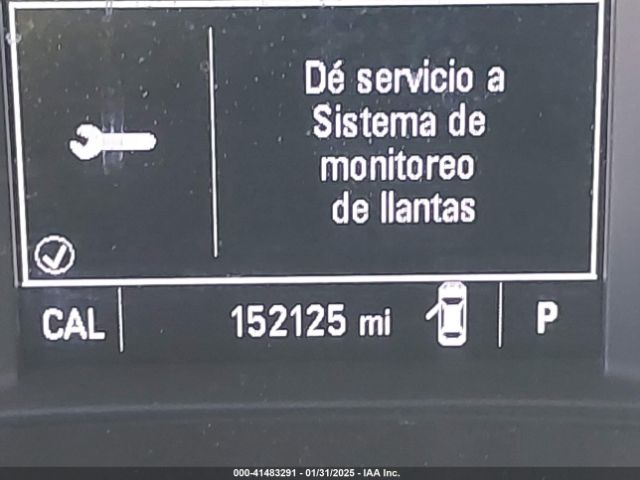 Dé servicio a
Sistema de
monitoreo
de llantas
CAL 152125 mi P
000-41483291 - 01/31/2025 - IAA Inc.